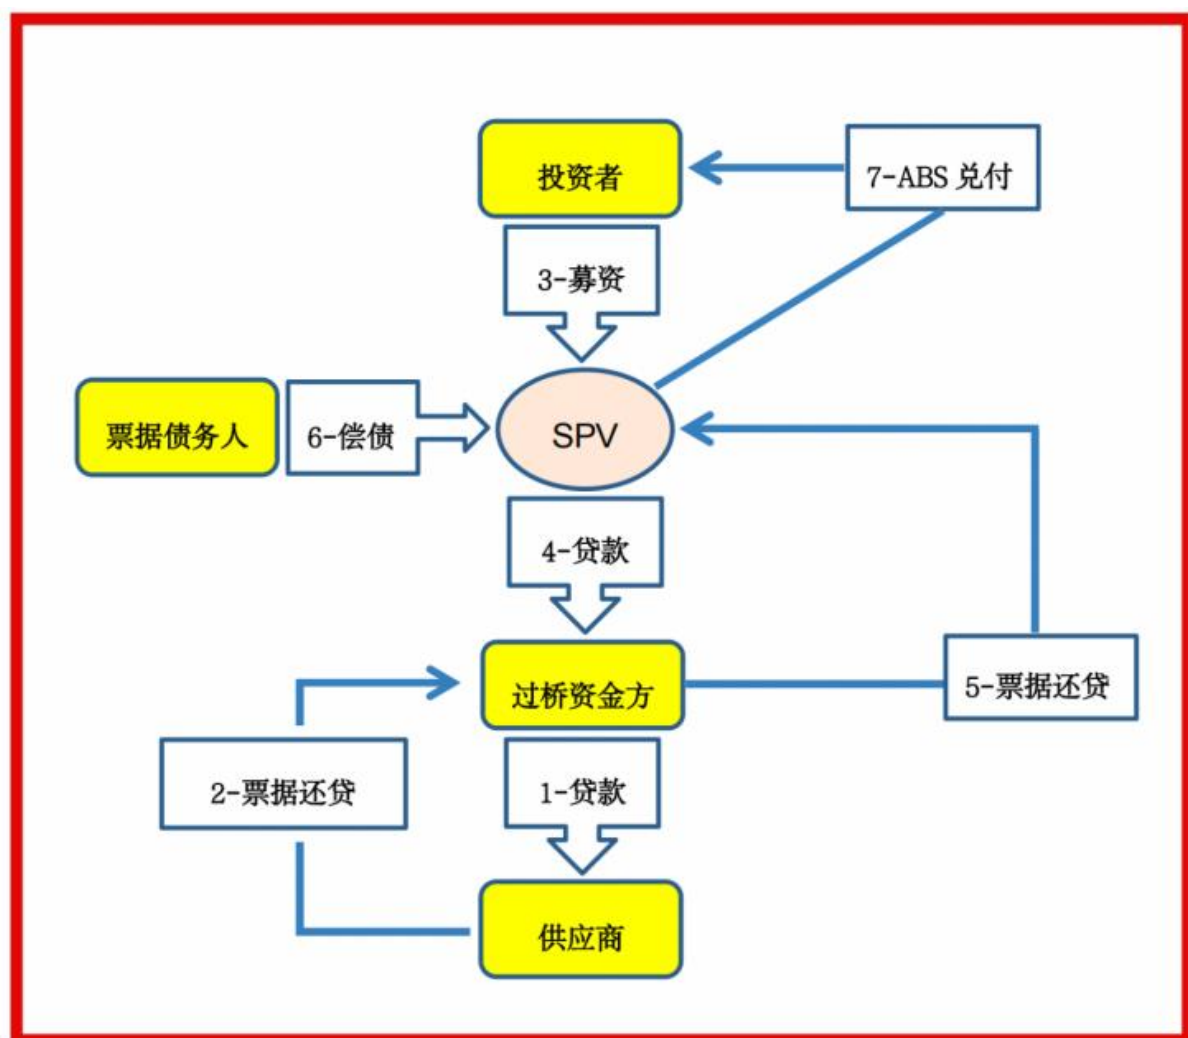 投资者
7-ABS 兑付
3-募资
票据债务人
6-偿债
SPV
4-贷款
过桥资金方
5-票据还贷
2-票据还贷
1-贷款
供应商